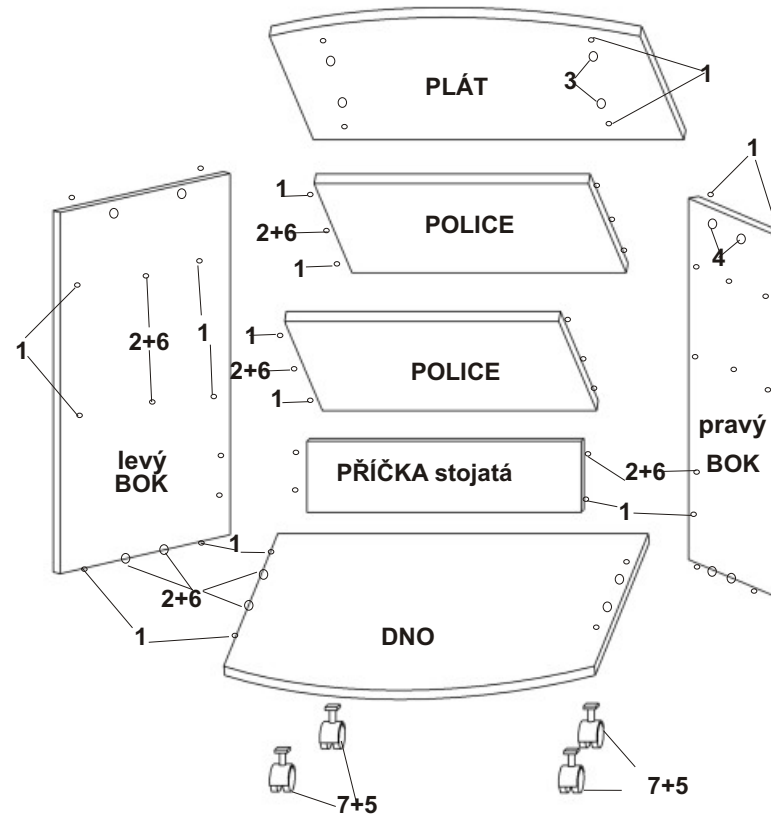 1
3
PLÁT
1
1
2+6
POLICE
4
1
1
2+6
1
1
2+6
POLICE
1
levý
BOK
pravý
BOK
PŘÍČKA stojatá
2+6
1
1
2+6
1
DNO
7+5
7+5